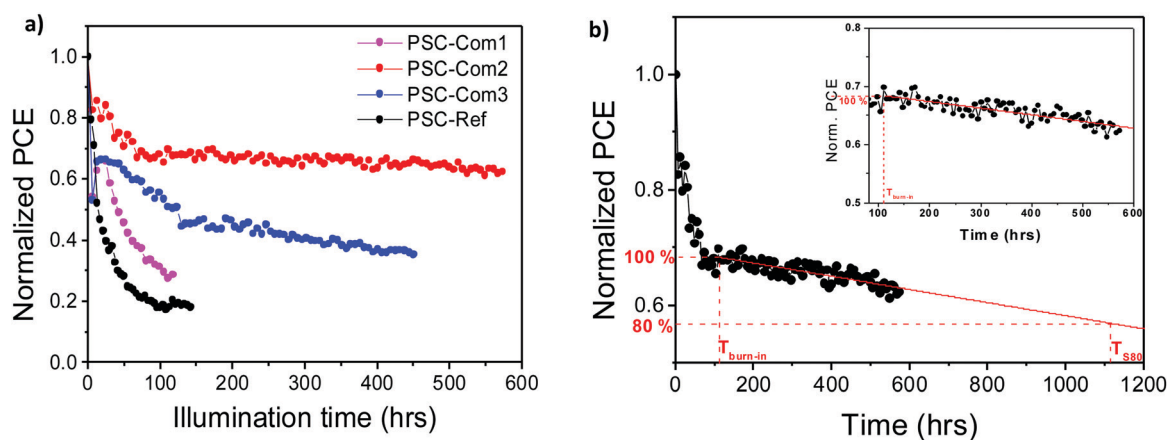 a)
PSC-Com1
PSC-Com2
PSC-Com3
PSC-Ref
Normalized PCE
1.0
0.8
0.6
0.4
0.2
0.0
0 100 200 300 400 500 600
Illumination time (hrs)
b)
Normalized PCE
1.0
0.8
0.6
100 %
80 %
T burn-in
T S80
0 200 400 600 800 1000 1200
Time (hrs)
Norm. PCE
0.8
0.7
0.6
0.5
100 %
T burn-in
100 200 300 400 500 600
Time (hrs)